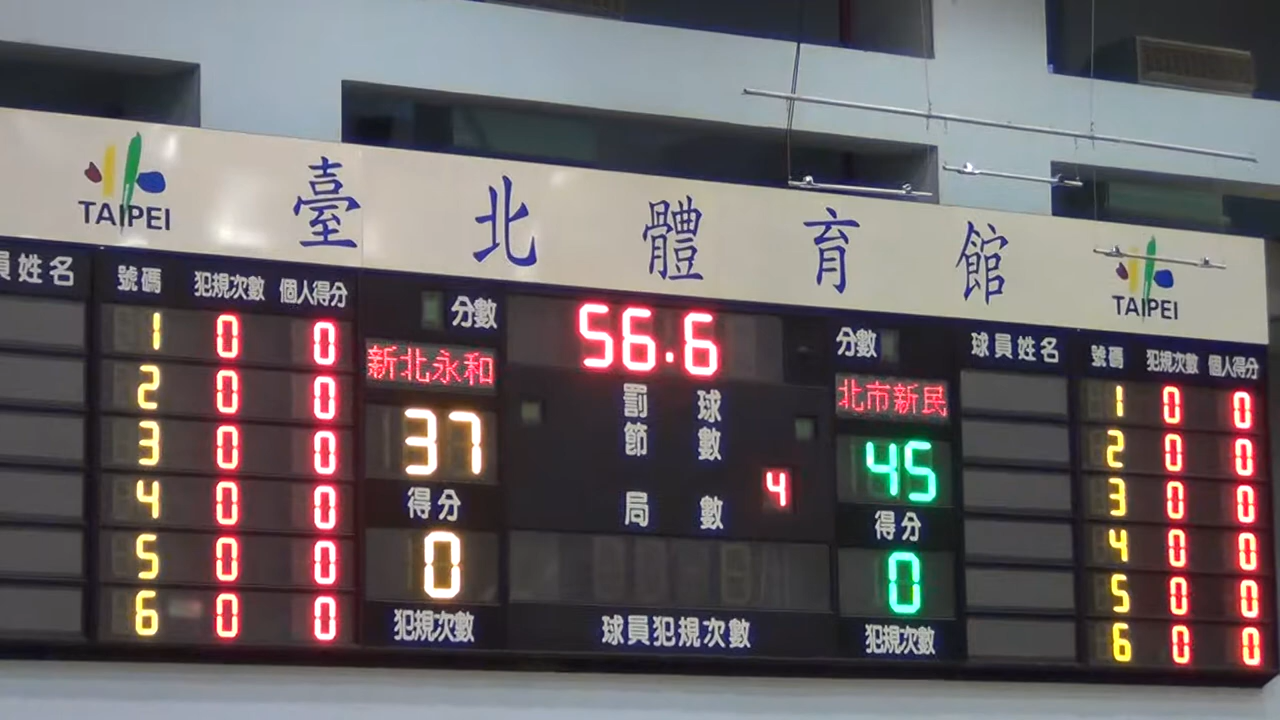 TAIPEI
臺北體育館
TAIPEI
員姓名 號碼 犯規次數 個人得分
1 0 0
2 0 0
3 0 0
4 0 0
5 0 0
6 0 0
分數
新北永和
37
得分
0
犯規次數
56.6
罰球
節數
局數
4
球員犯規次數
分數
北市新民
45
得分
0
犯規次數
球員姓名 號碼 犯規次數 個人得分
1 0 0
2 0 0
3 0 0
4 0 0
5 0 0
6 0 0